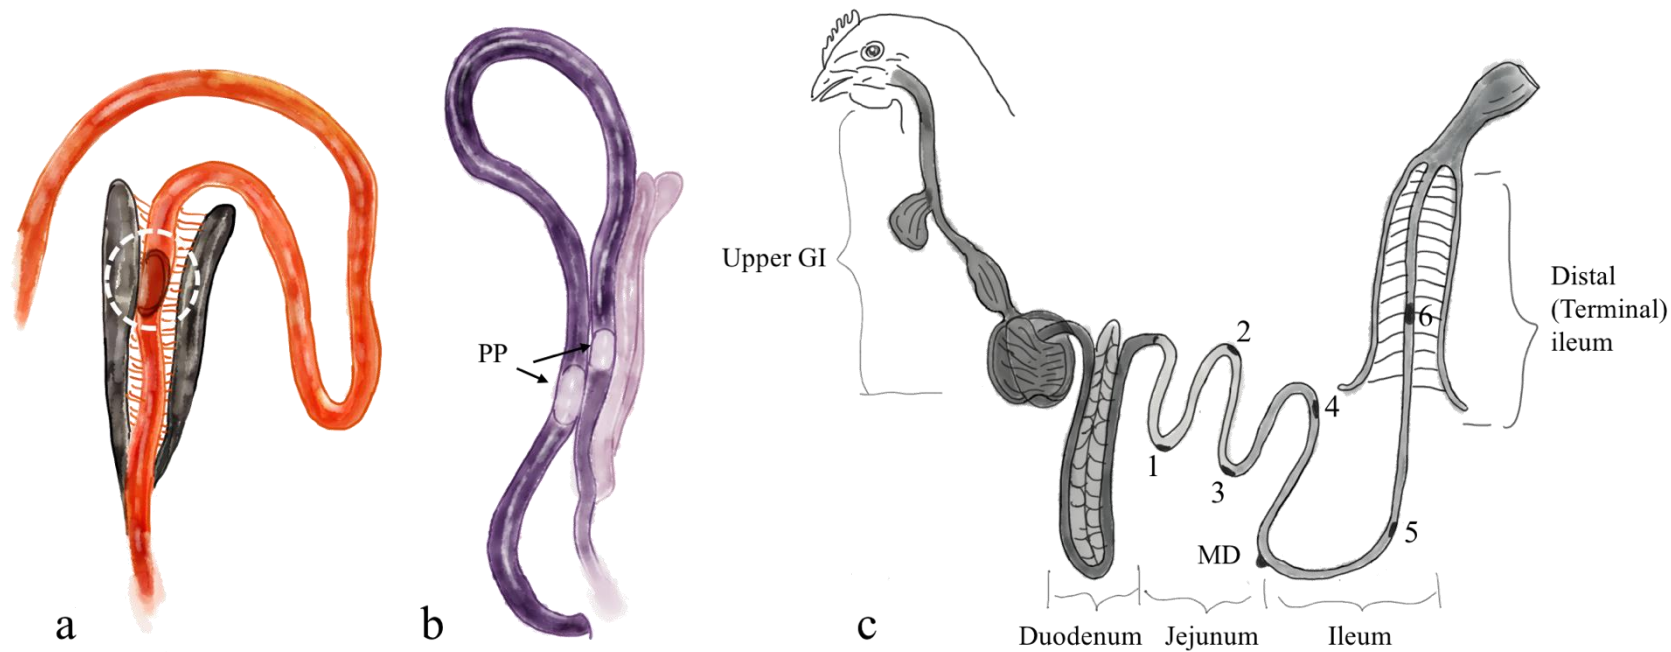 a
PP
b
Upper GI
1
2
3
4
MD
5
6
Distal
(Terminal)
ileum
c
Duodenum
Jejunum
Ileum